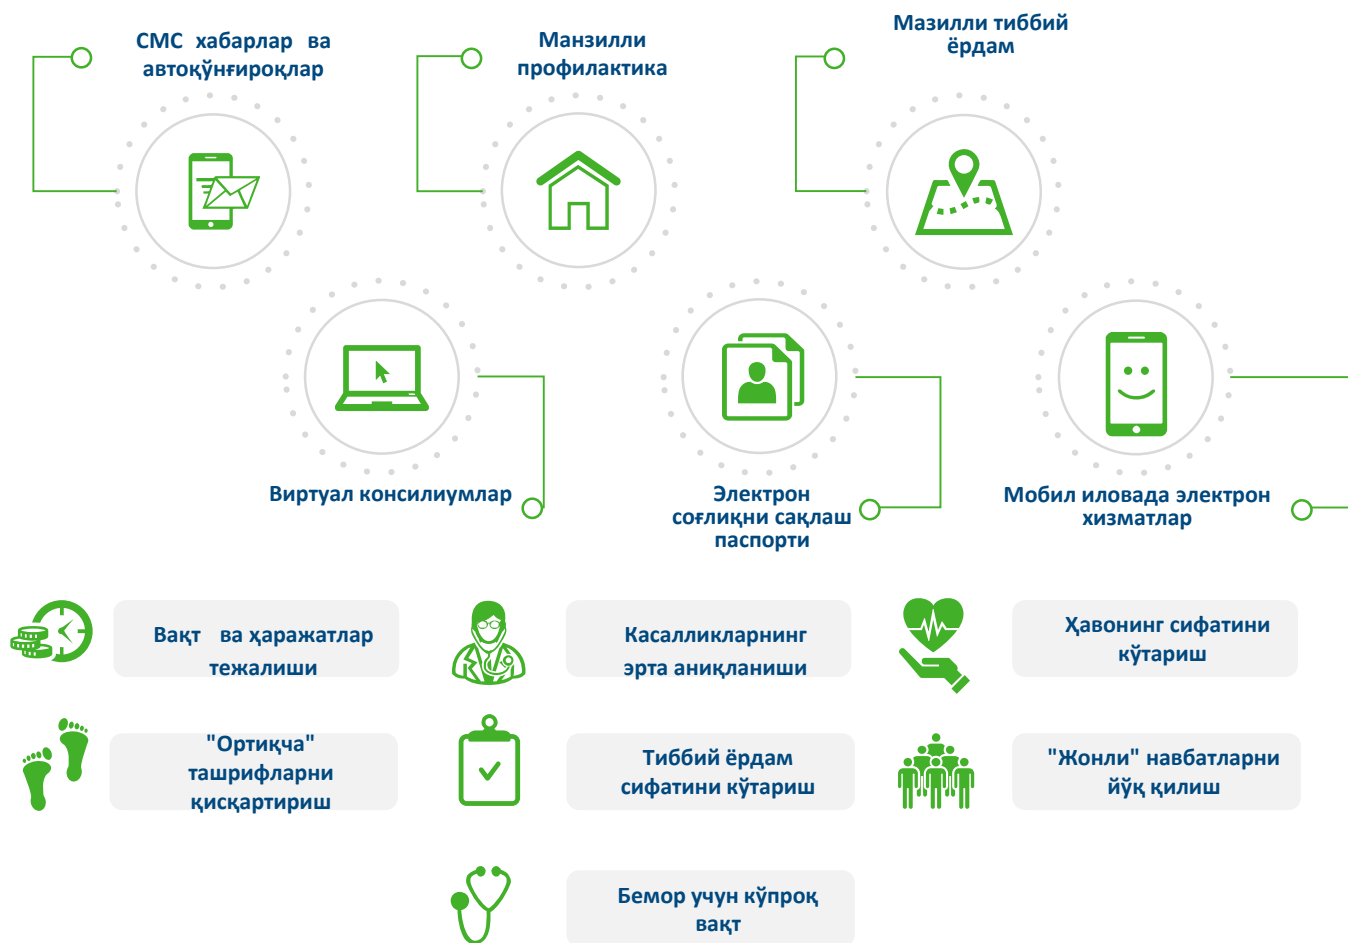 СМС хабарлар ва
автоқўнғироқлар
Манзилли
профилактика
Мазилли тиббий
ёрдам
Виртуал консилиумлар
Электрон
соғлиқни сақлаш
паспорти
Мобил иловада электрон
хизматлар
Вақт ва ҳаражатлар
тежалиши
Касалликларнинг
эрта аниқланиши
Ҳавонинг сифатини
кўтариш
"Ортиқча"
ташрифларни
қисқартириш
Тиббий ёрдам
сифатини кўтариш
"Жонли" навбатларни
йўқ қилиш
Бемор учун кўпроқ
вақт